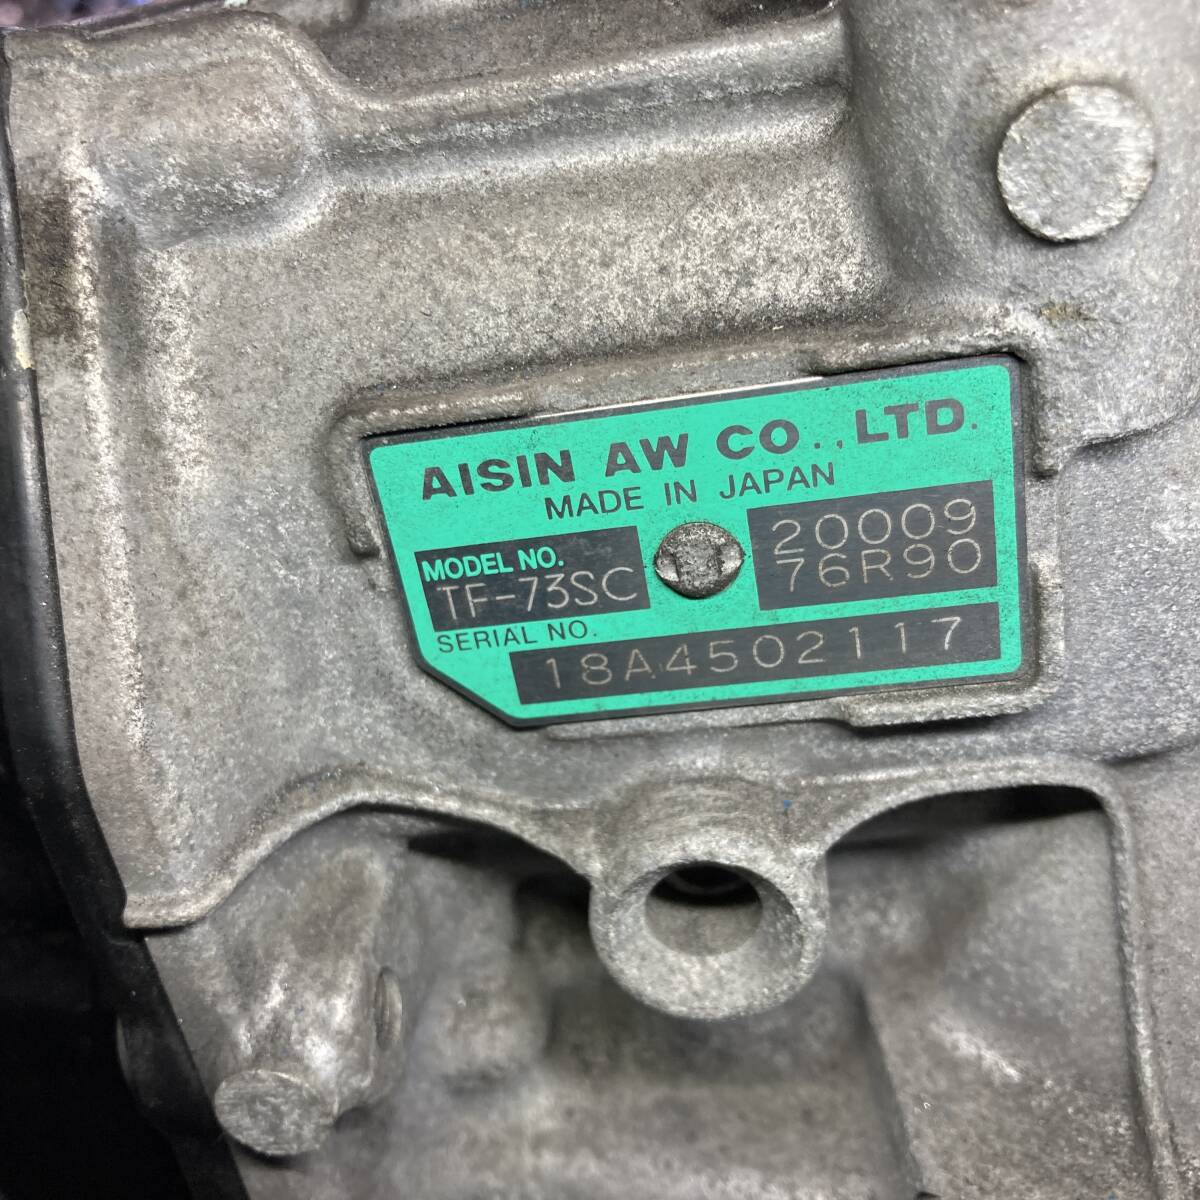 AISIN AW CO.,LTD.
MADE IN JAPAN
MODEL NO.
TF-73SC
20009
76R90
SERIAL NO.
18A4502117